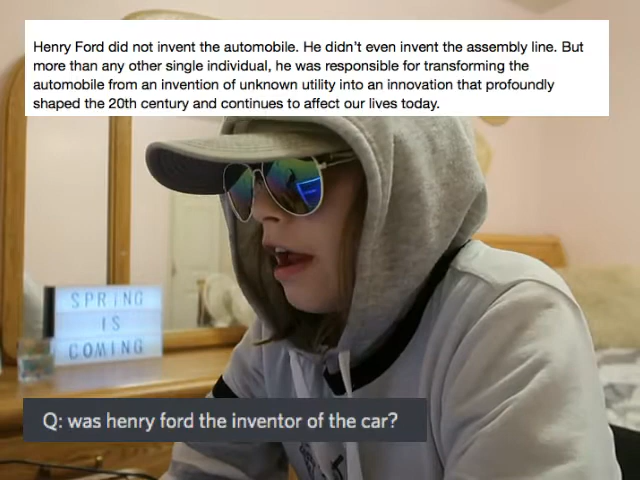 Henry Ford did not invent the automobile. He didn't even invent the assembly line. But
more than any other single individual, he was responsible for transforming the
automobile from an invention of unknown utility into an innovation that profoundly
shaped the 20th century and continues to affect our lives today.
SPRING
IS
COMING
Q: was henry ford the inventor of the car?